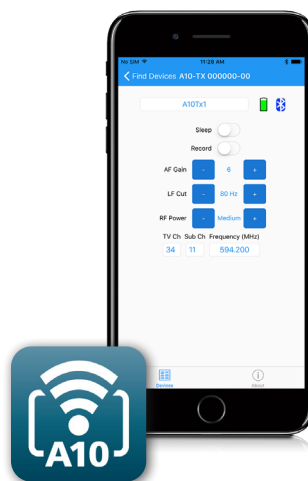 No SIM 11:28 AM
Find Devices A10-TX 000000-00
A10Tx1
Sleep
Record
AF Gain - 6 +
LF Cut - 80 Hz +
RF Power - Medium +
TV Ch Sub Ch Frequency (MHz)
34 11 594.200
Devices About
A10